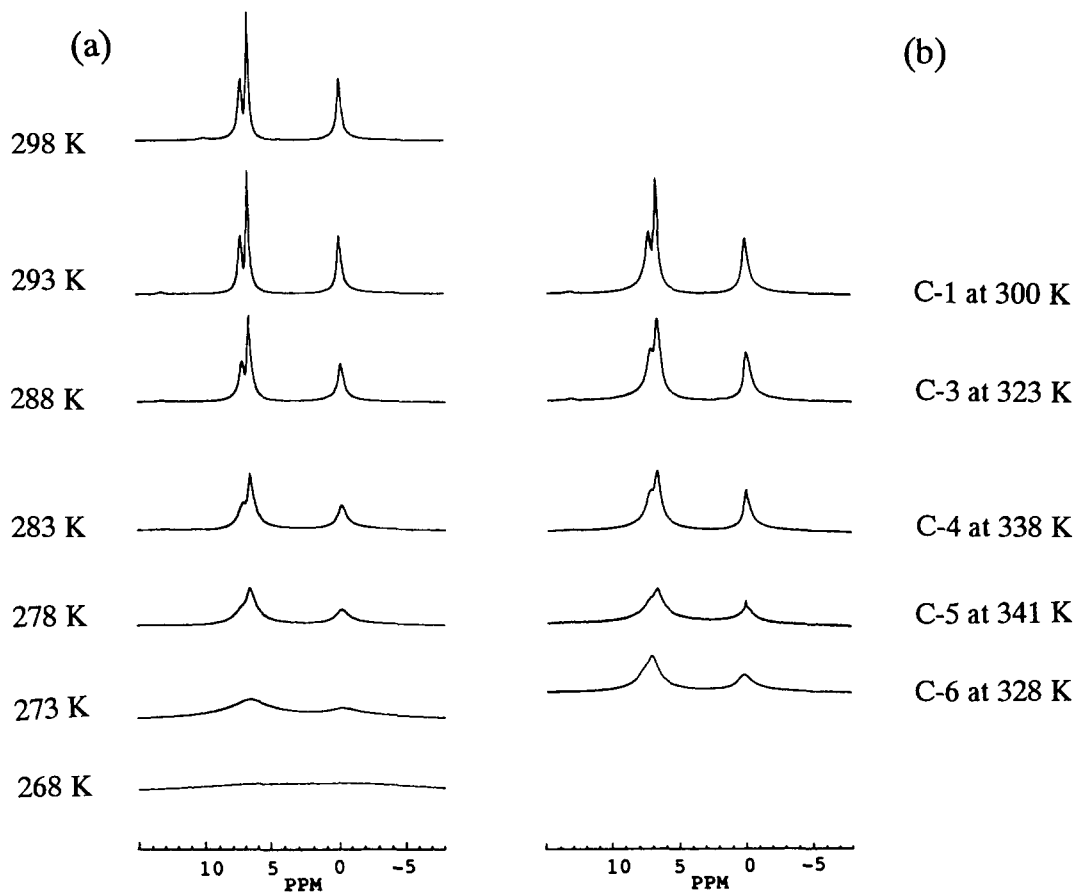 (a)
298 K
293 K
288 K
283 K
278 K
273 K
268 K
10 5 0 -5
PPM
(b)
C-1 at 300 K
C-3 at 323 K
C-4 at 338 K
C-5 at 341 K
C-6 at 328 K
10 5 0 -5
PPM